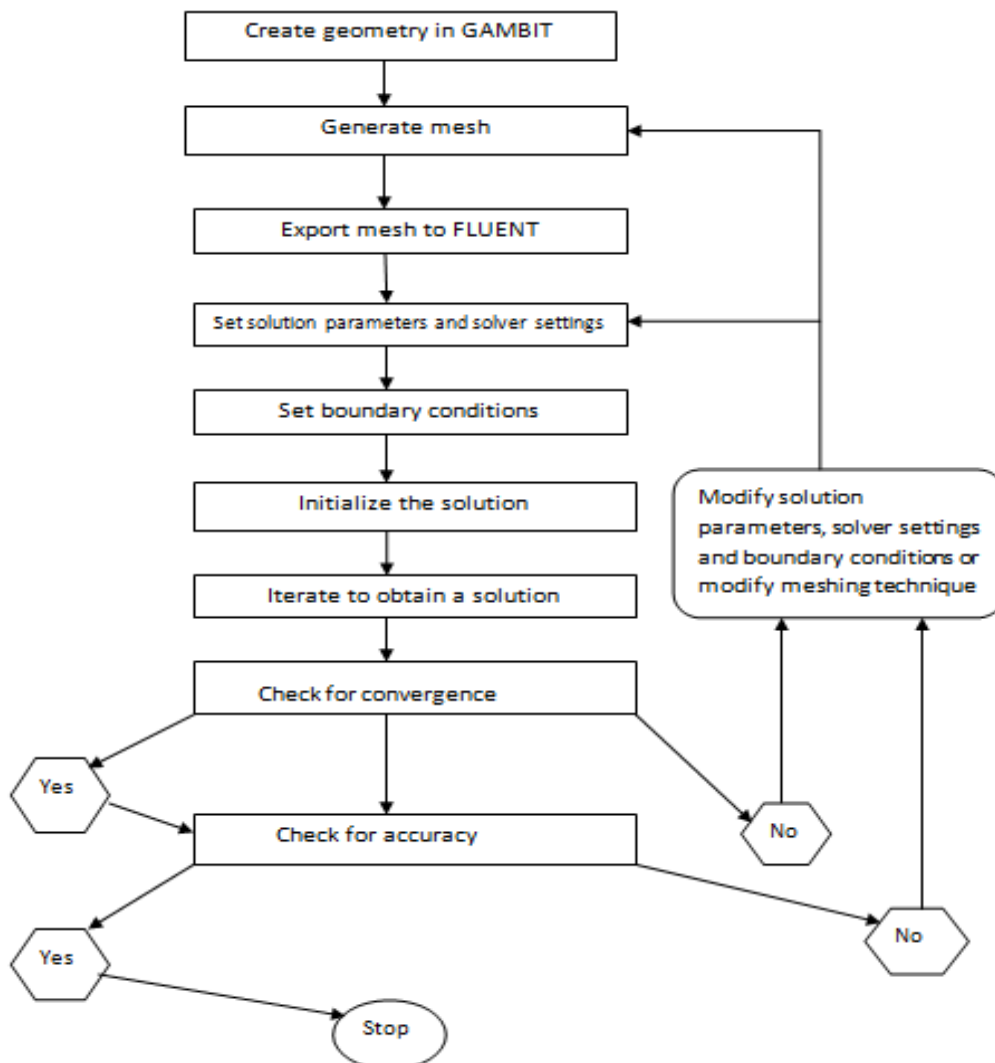 Create geometry in GAMBIT
Generate mesh
Export mesh to FLUENT
Set solution parameters and solver settings
Set boundary conditions
Initialize the solution
Modify solution
parameters, solver settings
and boundary conditions or
modify meshing technique
Iterate to obtain a solution
Check for convergence
Yes
No
Check for accuracy
Yes
No
Stop